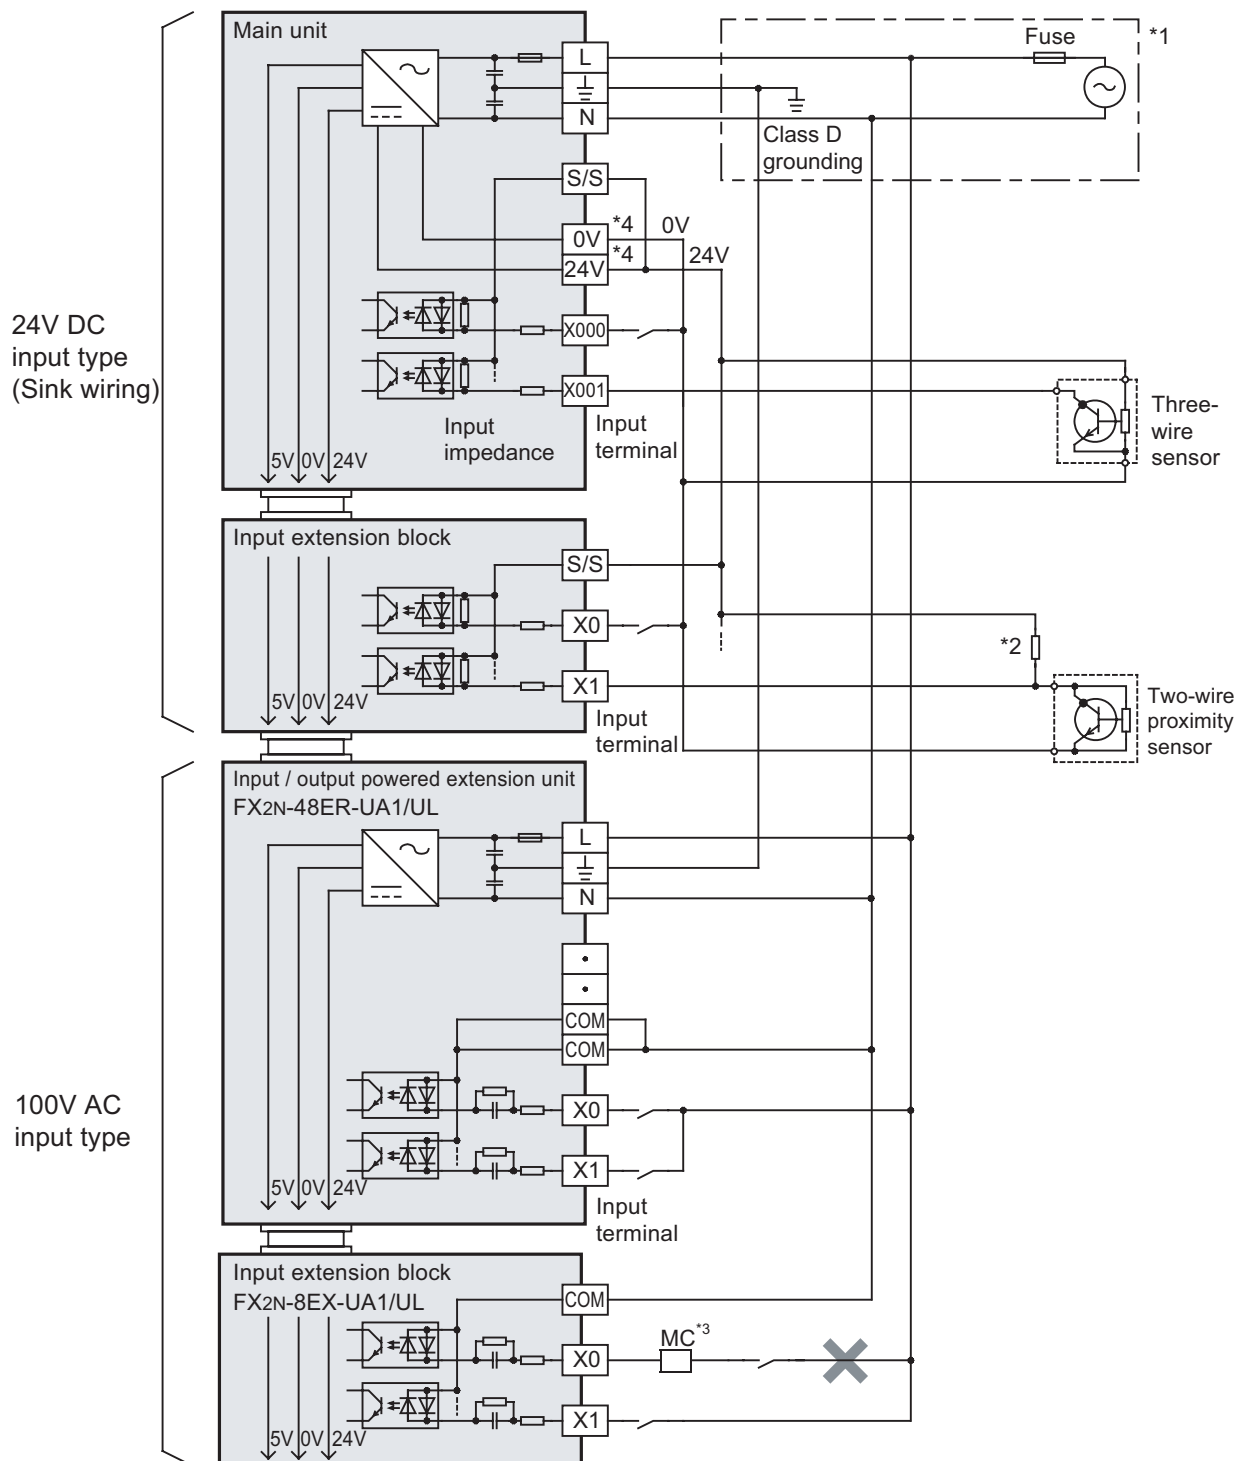 Main unit
L
N
Fuse
*1
Class D
grounding
S/S
0V
*4
0V
24V
*4
24V
X000
X001
24V DC
input type
(Sink wiring)
Input
impedance
Input
terminal
Three-
wire
sensor
5V 0V 24V
Input extension block
S/S
X0
X1
*2
5V 0V 24V
Input
terminal
Two-wire
proximity
sensor
Input / output powered extension unit
FX2N-48ER-UA1/UL
L
N
COM
COM
X0
X1
100V AC
input type
5V 0V 24V
Input
terminal
Input extension block
FX2N-8EX-UA1/UL
COM
MC*3
X0
X1
5V 0V 24V